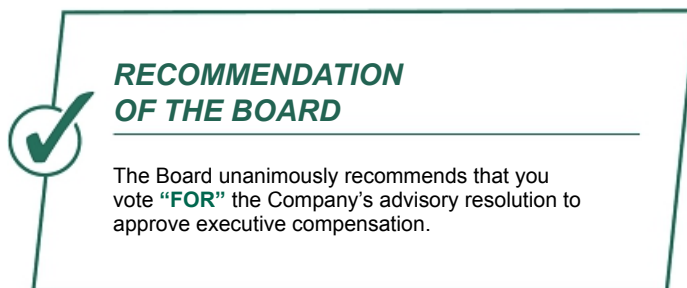 RECOMMENDATION
OF THE BOARD
The Board unanimously recommends that you
vote “FOR” the Company’s advisory resolution to
approve executive compensation.